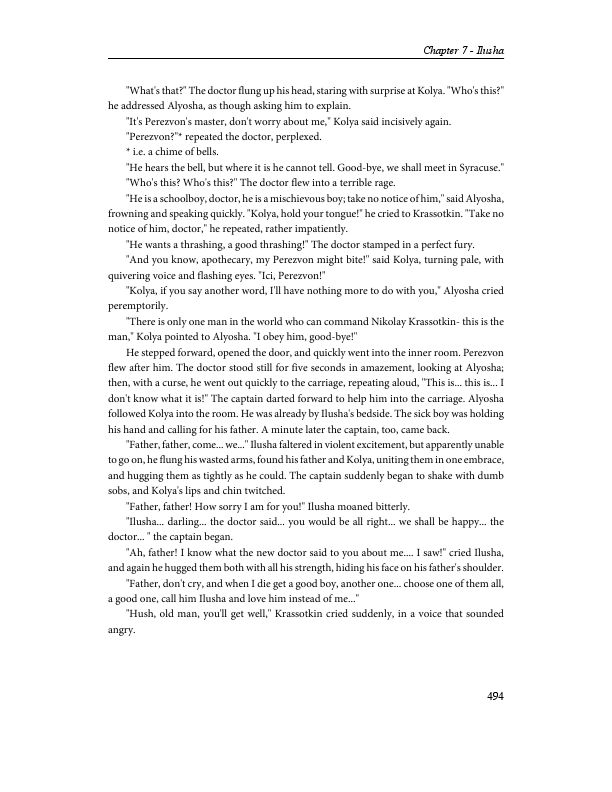 Chapter 7 - Ilusha
"What's that?" The doctor flung up his head, staring with surprise at Kolya. "Who's this?"
he addressed Alyosha, as though asking him to explain.
"It's Perezvon's master, don't worry about me," Kolya said incisively again.
"Perezvon?"* repeated the doctor, perplexed.
* i.e. a chime of bells.
"He hears the bell, but where it is he cannot tell. Good-bye, we shall meet in Syracuse."
"Who's this? Who's this?" The doctor flew into a terrible rage.
"He is a schoolboy, doctor, he is a mischievous boy; take no notice of him," said Alyosha,
frowning and speaking quickly. "Kolya, hold your tongue!" he cried to Krassotkin. "Take no
notice of him, doctor," he repeated, rather impatiently.
"He wants a thrashing, a good thrashing!" The doctor stamped in a perfect fury.
"And you know, apothecary, my Perezvon might bite!" said Kolya, turning pale, with
quivering voice and flashing eyes. "Ici, Perezvon!"
"Kolya, if you say another word, I'll have nothing more to do with you," Alyosha cried
peremptorily.
"There is only one man in the world who can command Nikolay Krassotkin- this is the
man," Kolya pointed to Alyosha. "I obey him, good-bye!"
He stepped forward, opened the door, and quickly went into the inner room. Perezvon
flew after him. The doctor stood still for five seconds in amazement, looking at Alyosha;
then, with a curse, he went out quickly to the carriage, repeating aloud, "This is... this is... I
don't know what it is!" The captain darted forward to help him into the carriage. Alyosha
followed Kolya into the room. He was already by Ilusha's bedside. The sick boy was holding
his hand and calling for his father. A minute later the captain, too, came back.
"Father, father, come... we..." Ilusha faltered in violent excitement, but apparently unable
to go on, he flung his wasted arms, found his father and Kolya, uniting them in one embrace,
and hugging them as tightly as he could. The captain suddenly began to shake with dumb
sobs, and Kolya's lips and chin twitched.
"Father, father! How sorry I am for you!" Ilusha moaned bitterly.
"Ilusha... darling... the doctor said... you would be all right... we shall be happy... the
doctor... " the captain began.
"Ah, father! I know what the new doctor said to you about me.... I saw!" cried Ilusha,
and again he hugged them both with all his strength, hiding his face on his father's shoulder.
"Father, don't cry, and when I die get a good boy, another one... choose one of them all,
a good one, call him Ilusha and love him instead of me..."
"Hush, old man, you'll get well," Krassotkin cried suddenly, in a voice that sounded
angry.
494